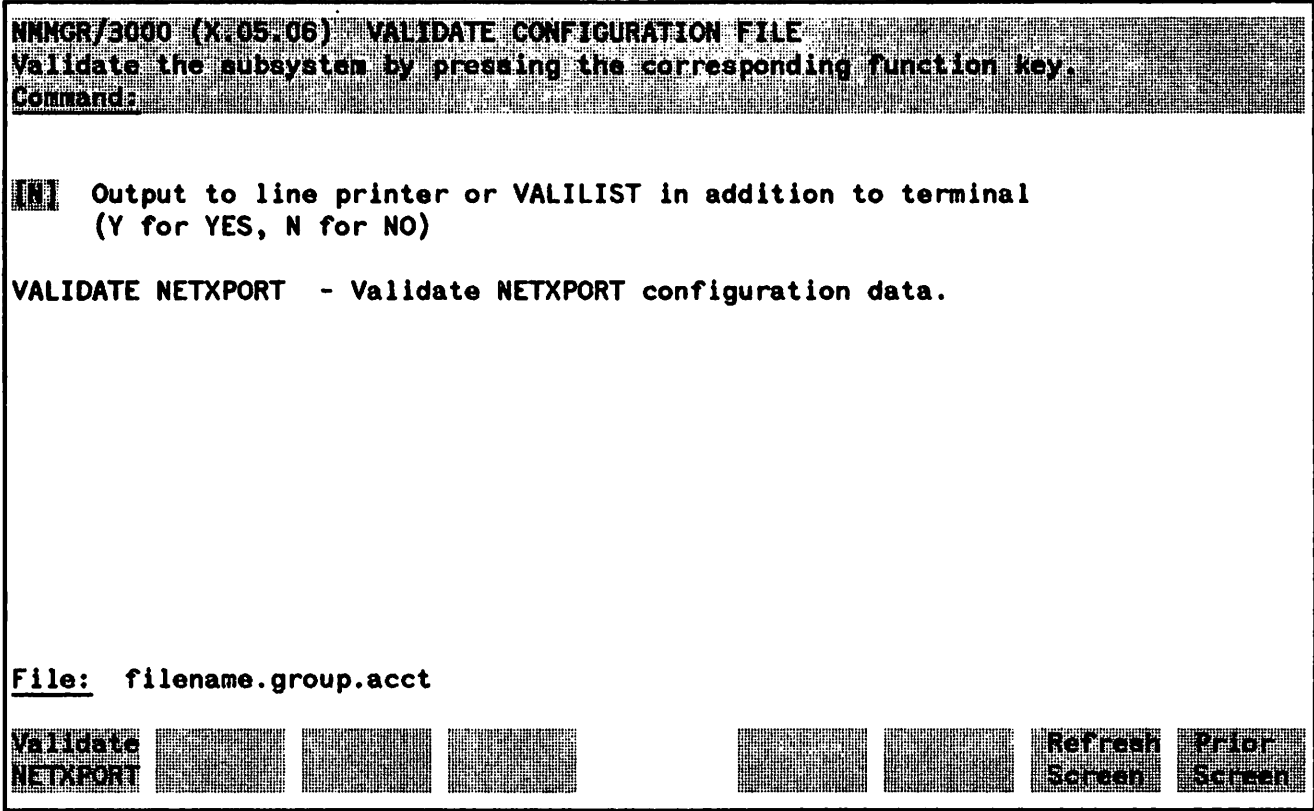 NMMGR/3000 (X.05.06) VALIDATE CONFIGURATION FILE
Validate the subsystem by pressing the corresponding function key.
Command:
[N] Output to line printer or VALILIST in addition to terminal
(Y for YES, N for NO)
VALIDATE NETXPORT - Validate NETXPORT configuration data.
File: filename.group.acct
Validate NETXPORT
Refresh Screen
Prior Screen